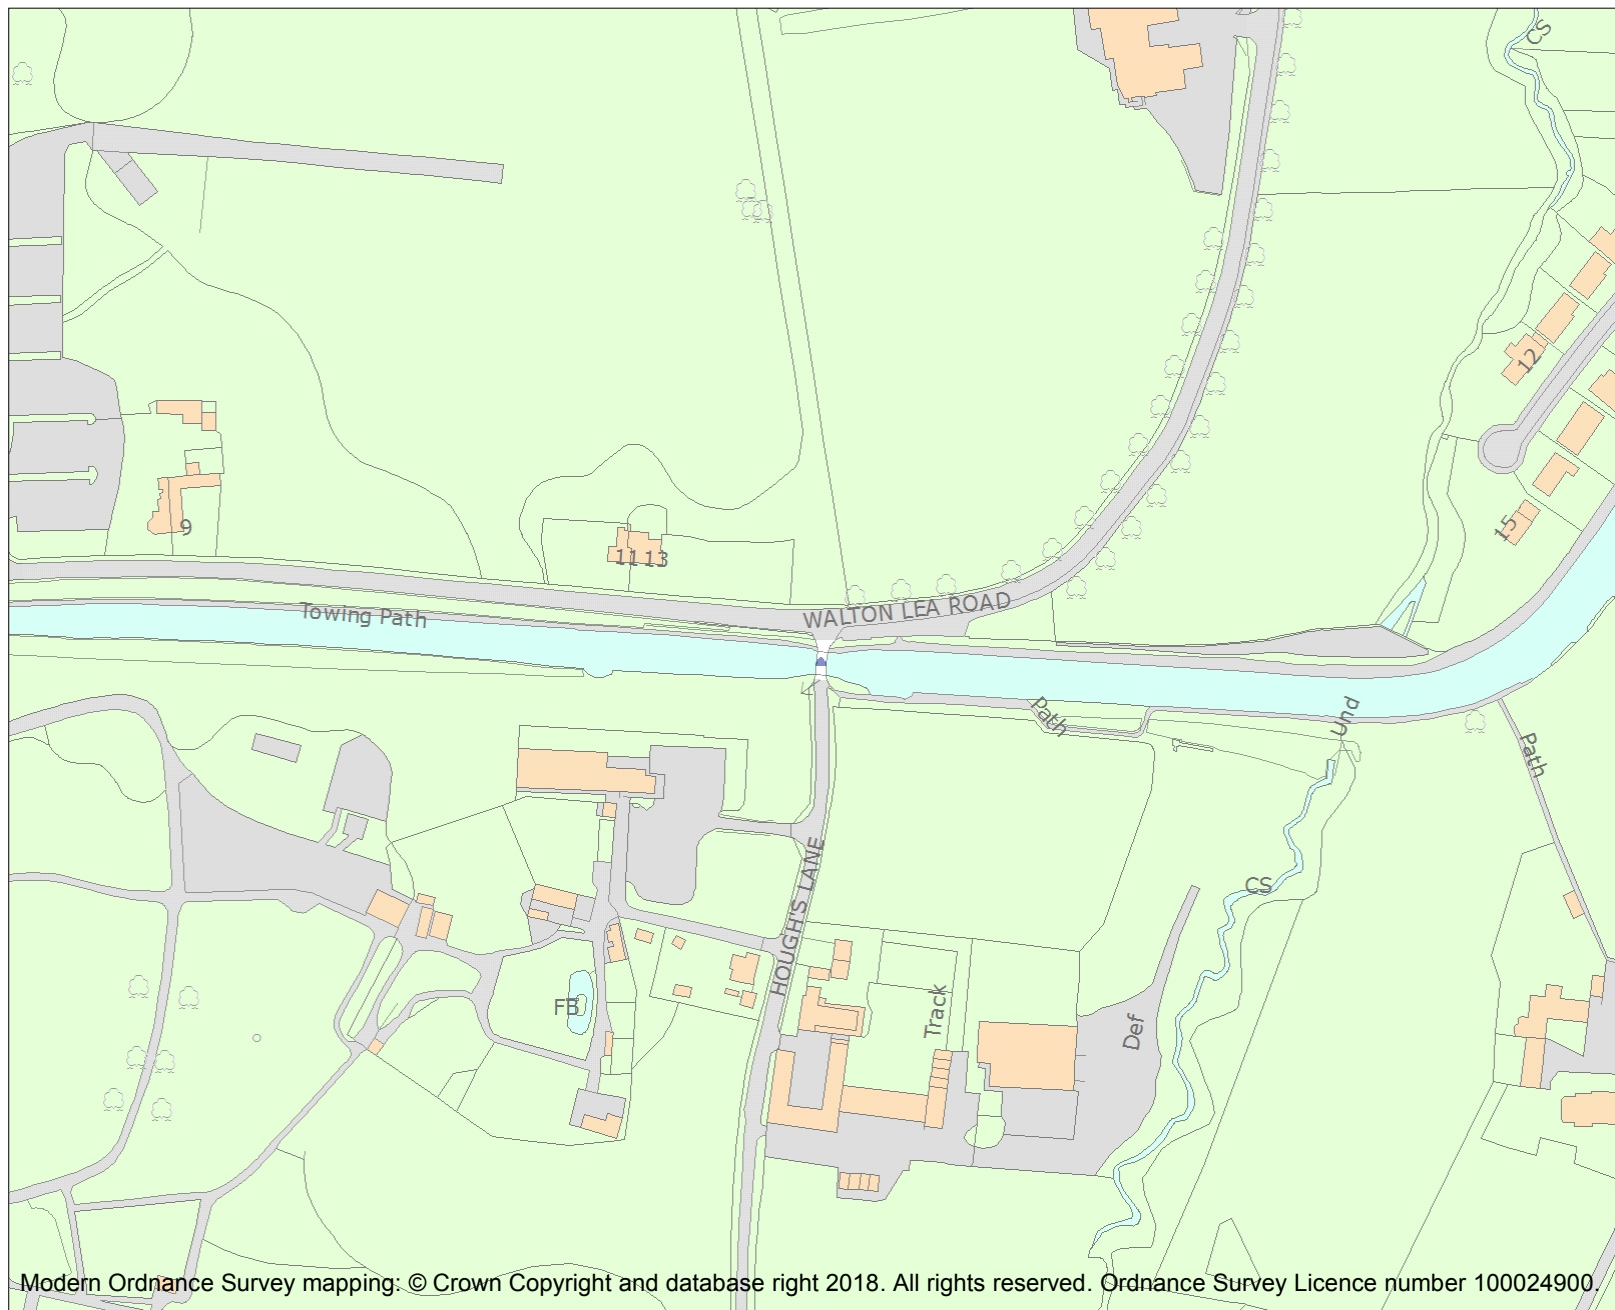 CS
12
15
9
11 13
Towing Path
WALTON LEA ROAD
Path
Und
Path
HOUGH'S LANE
CS
FB
Track
Def
Modern Ordnance Survey mapping: © Crown Copyright and database right 2018. All rights reserved. Ordnance Survey Licence number 100024900.